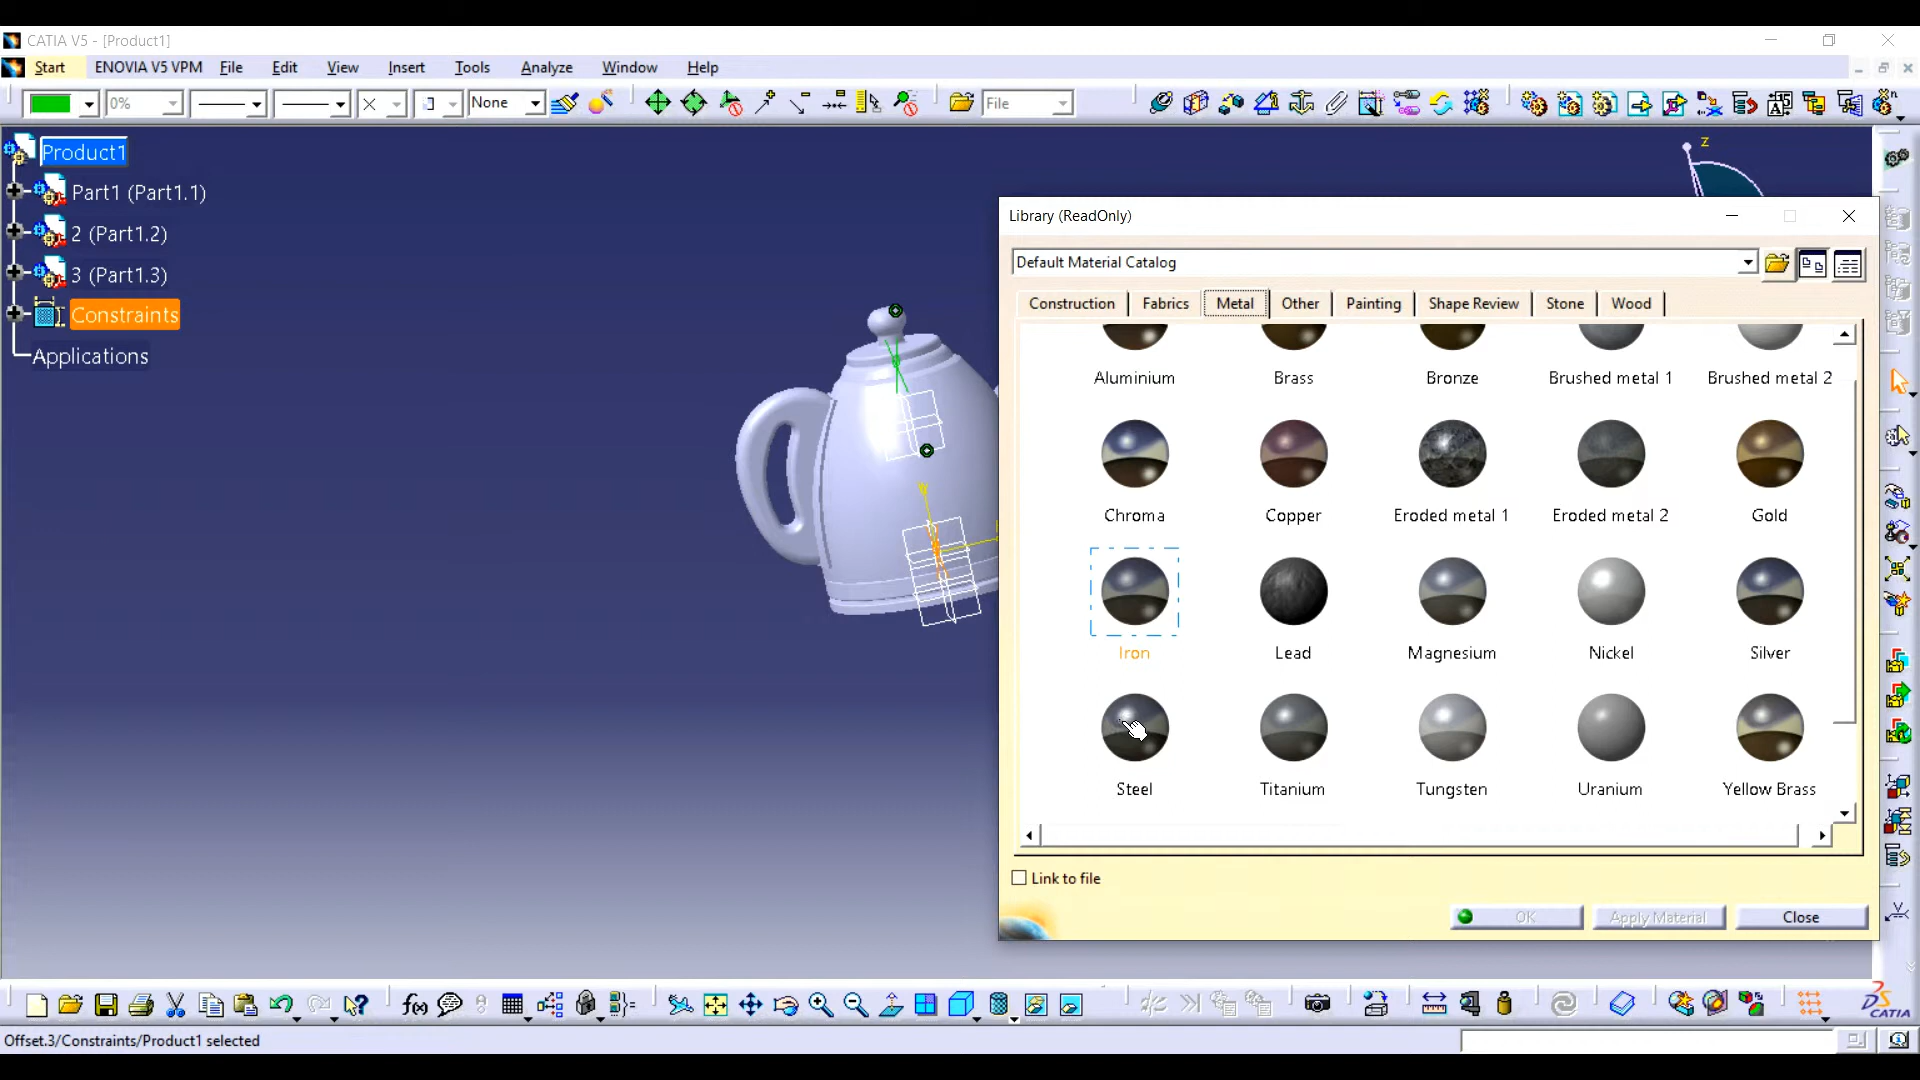 CATIA V5 - [Product1]
Start ENOVIA V5 VPM File Edit View Insert Tools Analyze Window Help
0% None File
Product1
Part1 (Part1.1)
2 (Part1.2)
3 (Part1.3)
Constraints
Applications
z
Library (ReadOnly)
Default Material Catalog
Construction Fabrics Metal Other Painting Shape Review Stone Wood
Aluminium Brass Bronze Brushed metal 1 Brushed metal 2
Chroma Copper Eroded metal 1 Eroded metal 2 Gold
Iron Lead Magnesium Nickel Silver
Steel Titanium Tungsten Uranium Yellow Brass
Link to file
OK Apply Material Close
f(x)
CATIA
Offset.3/Constraints/Product1 selected